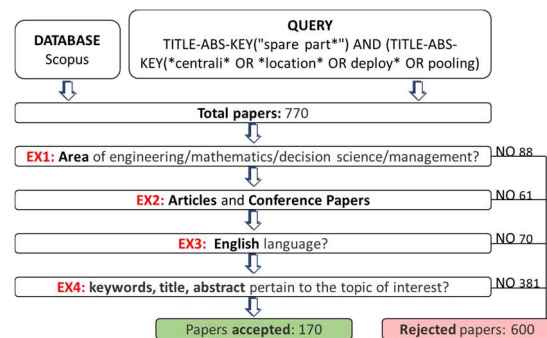 DATABASE
Scopus
QUERY
TITLE-ABS-KEY("spare part*") AND (TITLE-ABS-
KEY(*centrali* OR *location* OR deploy* OR pooling)
Total papers: 770
EX1: Area of engineering/mathematics/decision science/management?
NO 88
EX2: Articles and Conference Papers
NO 61
EX3: English language?
NO 70
EX4: keywords, title, abstract pertain to the topic of interest?
NO 381
Papers accepted: 170
Rejected papers: 600